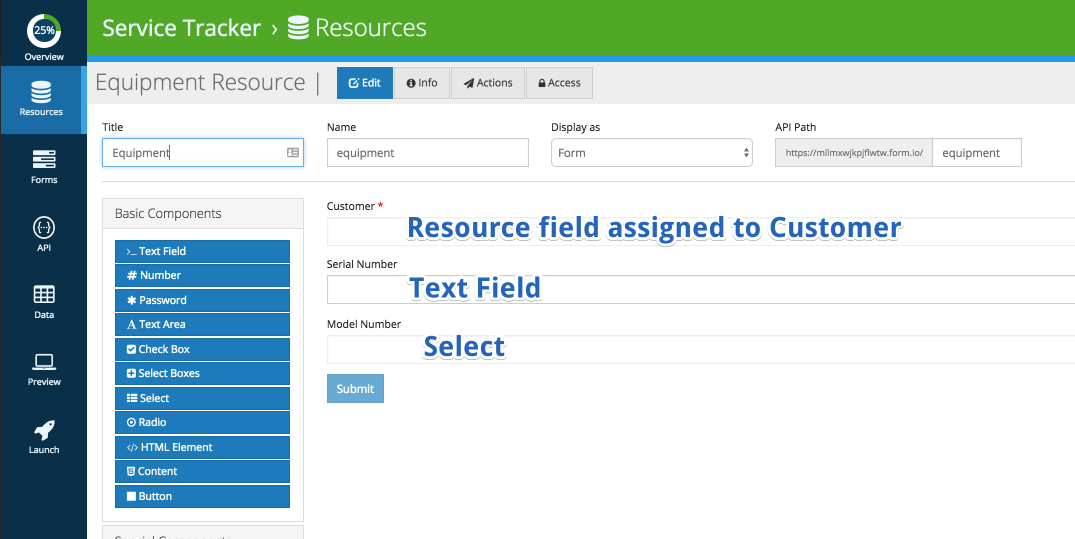 25%
Overview
Resources
Forms
API
Data
Preview
Launch
Service Tracker › Resources
Equipment Resource | Edit Info Actions Access
Title Name Display as API Path
Equipment equipment Form https://mllmxwjkpjflwtw.form.io/ equipment
Basic Components
>_ Text Field
# Number
✱ Password
A Text Area
Check Box
Select Boxes
Select
Radio
</> HTML Element
Content
Button
Customer *
Resource field assigned to Customer
Serial Number
Text Field
Model Number
Select
Submit